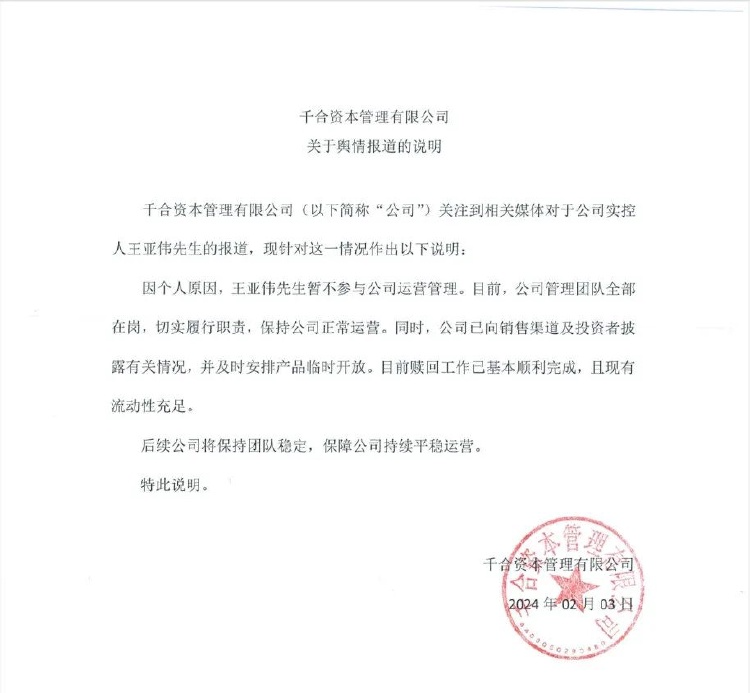 千合资本管理有限公司
关于舆情报道的说明
千合资本管理有限公司（以下简称“公司”）关注到相关媒体对于公司实控
人王亚伟先生的报道，现针对这一情况作出以下说明：
因个人原因，王亚伟先生暂不参与公司运营管理。目前，公司管理团队全部
在岗，切实履行职责，保持公司正常运营。同时，公司已向销售渠道及投资者披
露有关情况，并及时安排产品临时开放。目前赎回工作已基本顺利完成，且现有
流动性充足。
后续公司将保持团队稳定，保障公司持续平稳运营。
特此说明。
千合资本管理有限公司
2024 年 02 月 03 日
千合资本管理有限公司